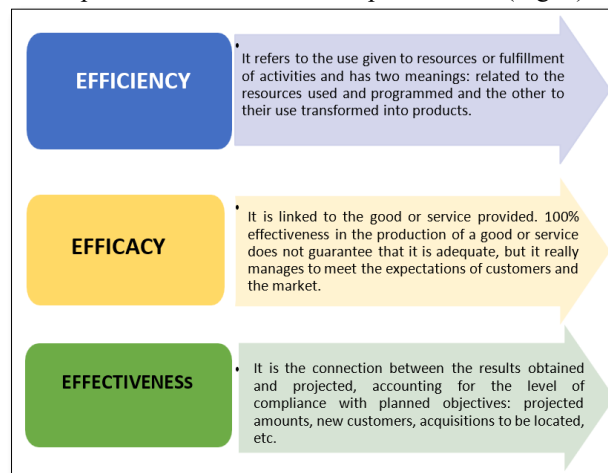 EFFICIENCY
• It refers to the use given to resources or fulfillment
of activities and has two meanings: related to the
resources used and programmed and the other to
their use transformed into products.
EFFICACY
• It is linked to the good or service provided. 100%
effectiveness in the production of a good or service
does not guarantee that it is adequate, but it really
manages to meet the expectations of customers and
the market.
EFFECTIVENESs
• It is the connection between the results obtained
and projected, accounting for the level of
compliance with planned objectives: projected
amounts, new customers, acquisitions to be located,
etc.